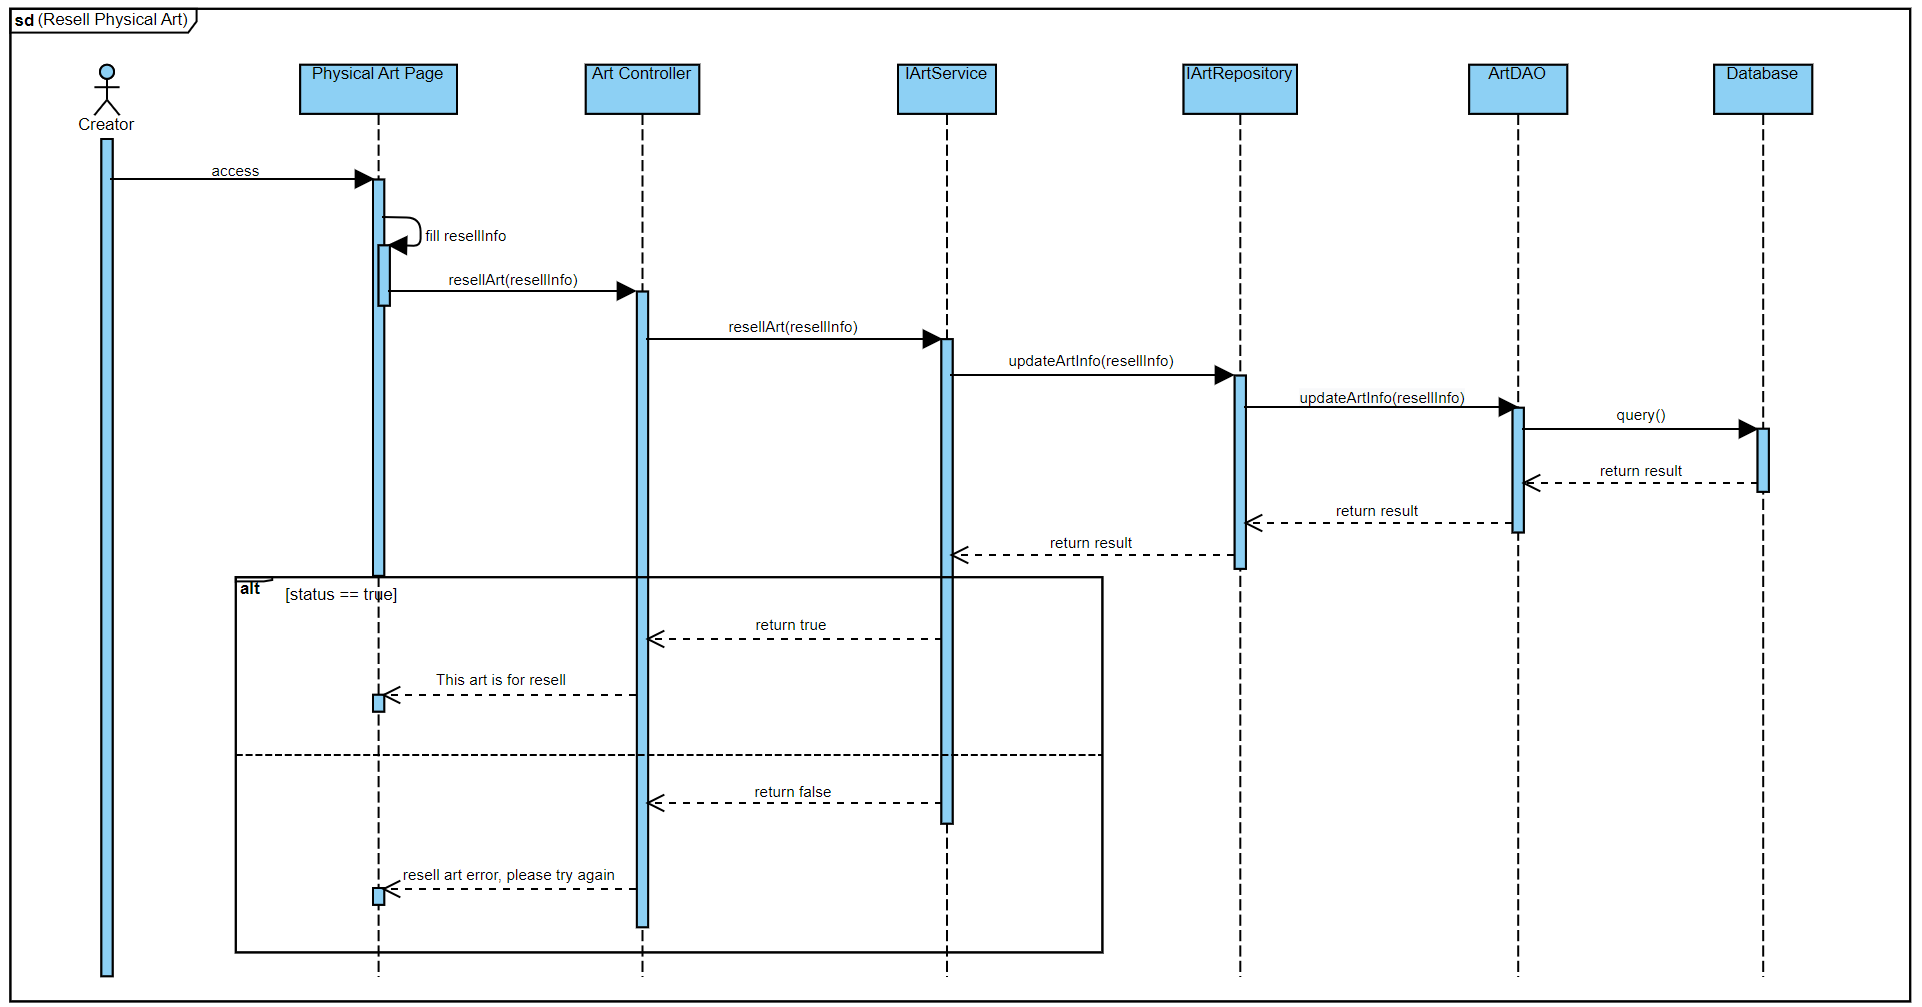 sd (Resell Physical Art)
Creator
Physical Art Page
Art Controller
IArtService
IArtRepository
ArtDAO
Database
access
fill resellInfo
resellArt(resellInfo)
resellArt(resellInfo)
updateArtInfo(resellInfo)
updateArtInfo(resellInfo)
query()
return result
return result
return result
alt
[status == true]
return true
This art is for resell
return false
resell art error, please try again